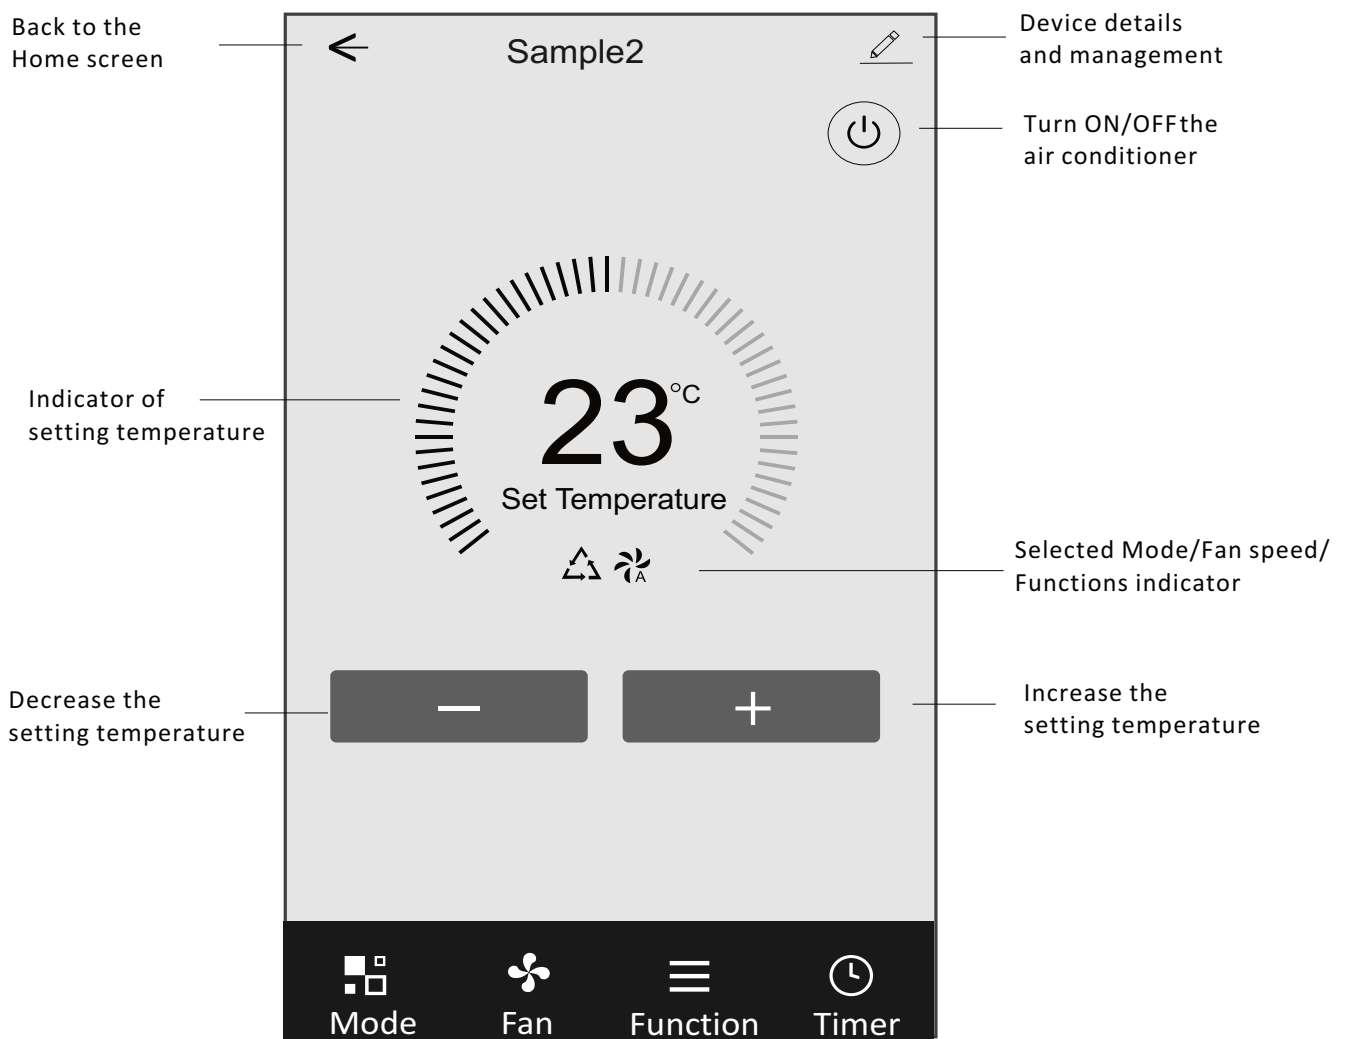 Back to the
Home screen
Sample2
Device details
and management
Turn ON/OFF the
air conditioner
Indicator of
setting temperature
23°C
Set Temperature
A
Selected Mode/Fan speed/
Functions indicator
Decrease the
setting temperature
Increase the
setting temperature
Mode Fan Function Timer